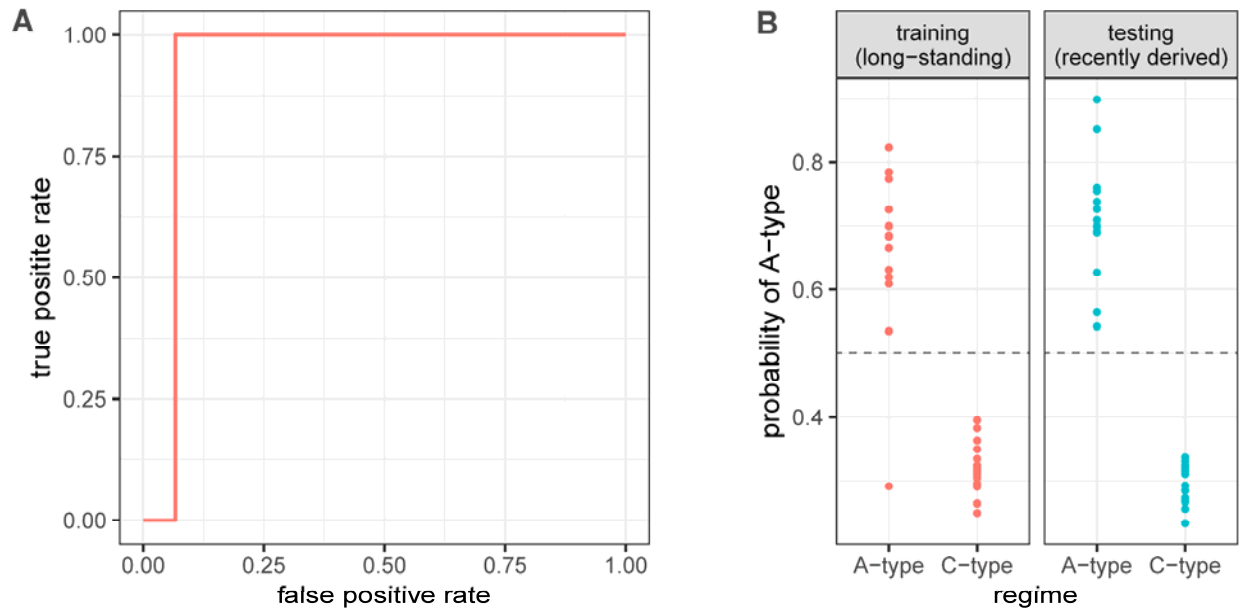 A
true positite rate
1.00
0.75
0.50
0.25
0.00
0.00 0.25 0.50 0.75 1.00
false positive rate
B
training
(long−standing)
testing
(recently derived)
probability of A−type
0.8
0.6
0.4
A−type C−type A−type C−type
regime